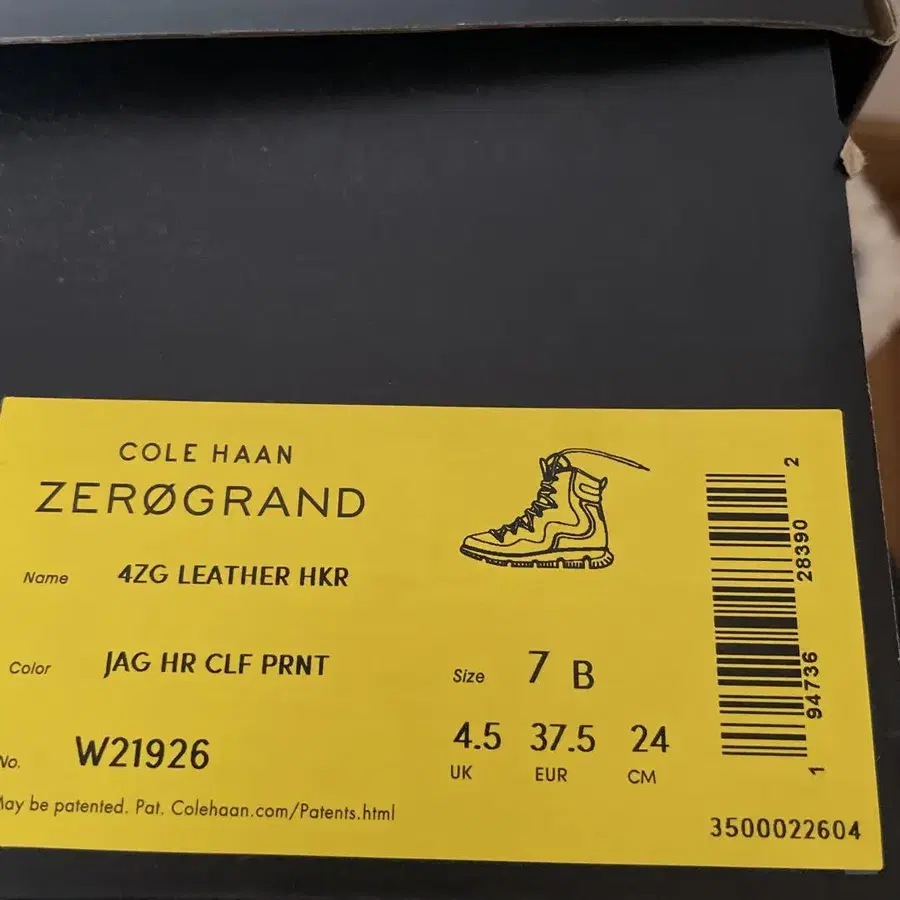 COLE HAAN
ZERØGRAND
Name 4ZG LEATHER HKR
Color JAG HR CLF PRNT
Size 7 B
No. W21926
4.5 37.5 24
UK EUR CM
May be patented. Pat. Colehaan.com/Patents.html
1 94736 28390 2
3500022604